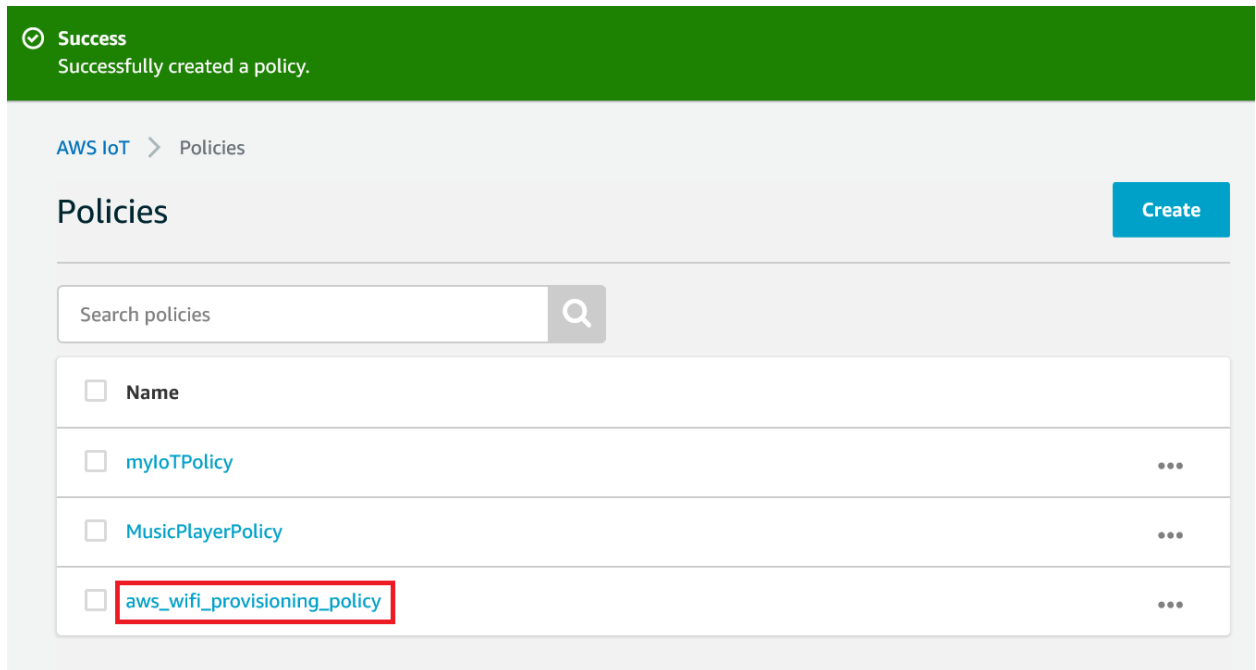 Success
Successfully created a policy.
AWS IoT > Policies
Policies
Create
Search policies
Name
myIoTPolicy
MusicPlayerPolicy
aws_wifi_provisioning_policy